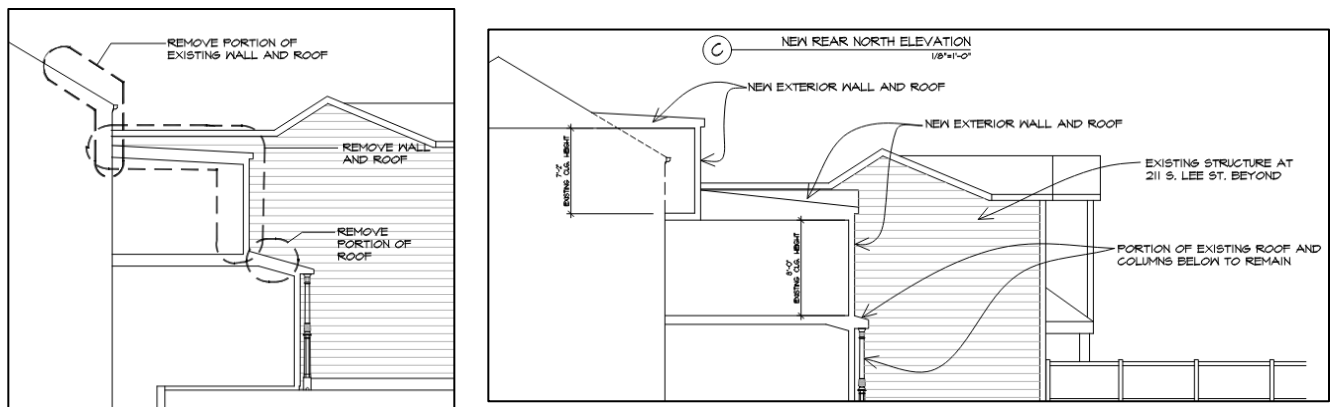 REMOVE PORTION OF
EXISTING WALL AND ROOF
REMOVE WALL
AND ROOF
REMOVE
PORTION OF
ROOF
C
NEW REAR NORTH ELEVATION
1/8"=1'-0"
NEW EXTERIOR WALL AND ROOF
NEW EXTERIOR WALL AND ROOF
EXISTING STRUCTURE AT
211 S. LEE ST. BEYOND
PORTION OF EXISTING ROOF AND
COLUMNS BELOW TO REMAIN
EXISTING CLG. HEIGHT
EXISTING CLG. HEIGHT